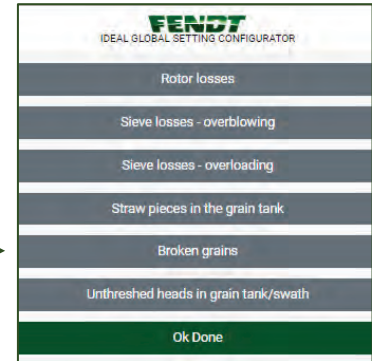 FENDT
IDEAL GLOBAL SETTING CONFIGURATOR
Rotor losses
Sieve losses - overblowing
Sieve losses - overloading
Straw pieces in the grain tank
Broken grains
Unthreshed heads in grain tank/swath
Ok Done